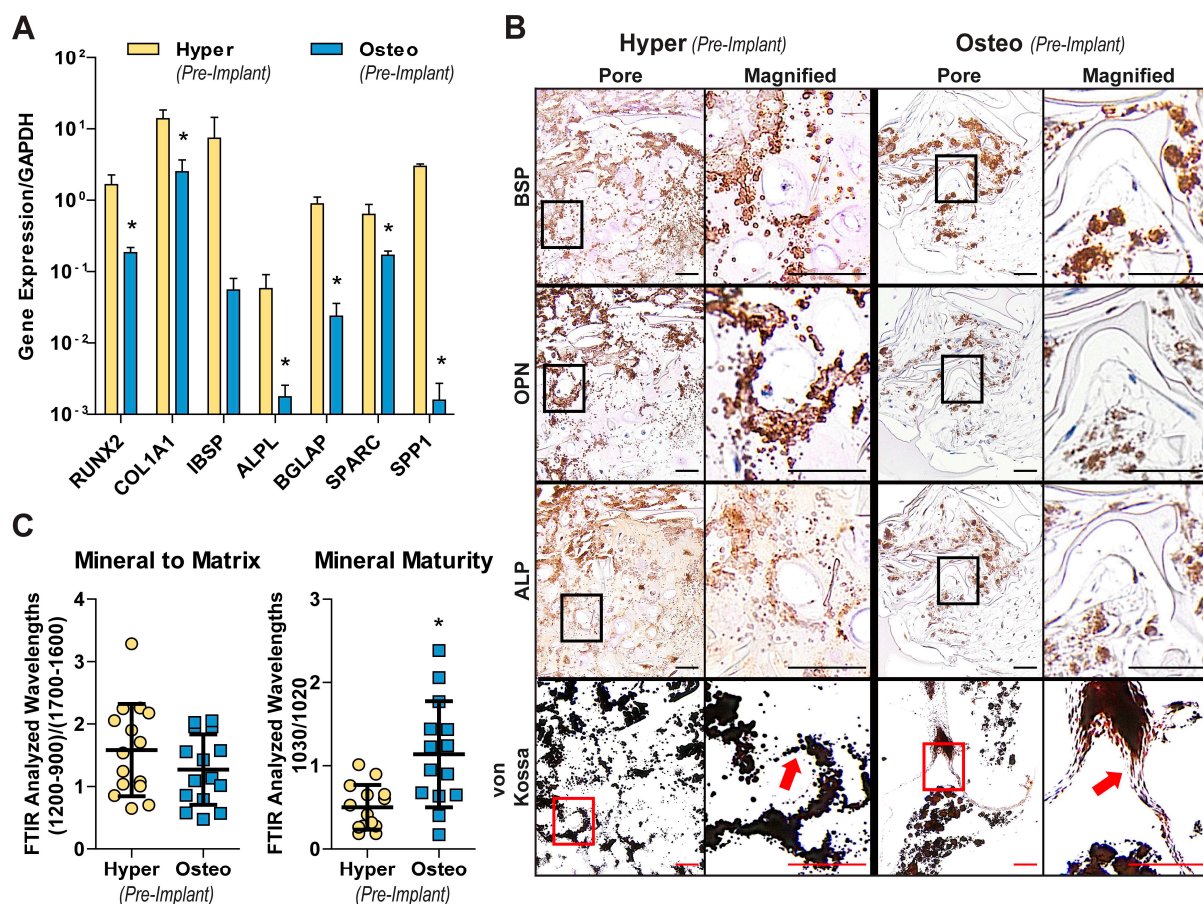 A
Hyper
(Pre-Implant)
Osteo
(Pre-Implant)
Gene Expression/GAPDH
10²
10¹
10⁰
10⁻¹
10⁻²
10⁻³
* * * * * *
RUNX2 COL1A1 IBSP ALPL BGLAP SPARC SPP1
B
Hyper (Pre-Implant) Osteo (Pre-Implant)
Pore Magnified Pore Magnified
BSP
OPN
ALP
von
Kossa
C
Mineral to Matrix
FTIR Analyzed Wavelengths
(1200-900)/(1700-1600)
4
3
2
1
0
Hyper Osteo
(Pre-Implant)
Mineral Maturity
FTIR Analyzed Wavelengths
1030/1020
3
2
1
0
*
Hyper Osteo
(Pre-Implant)